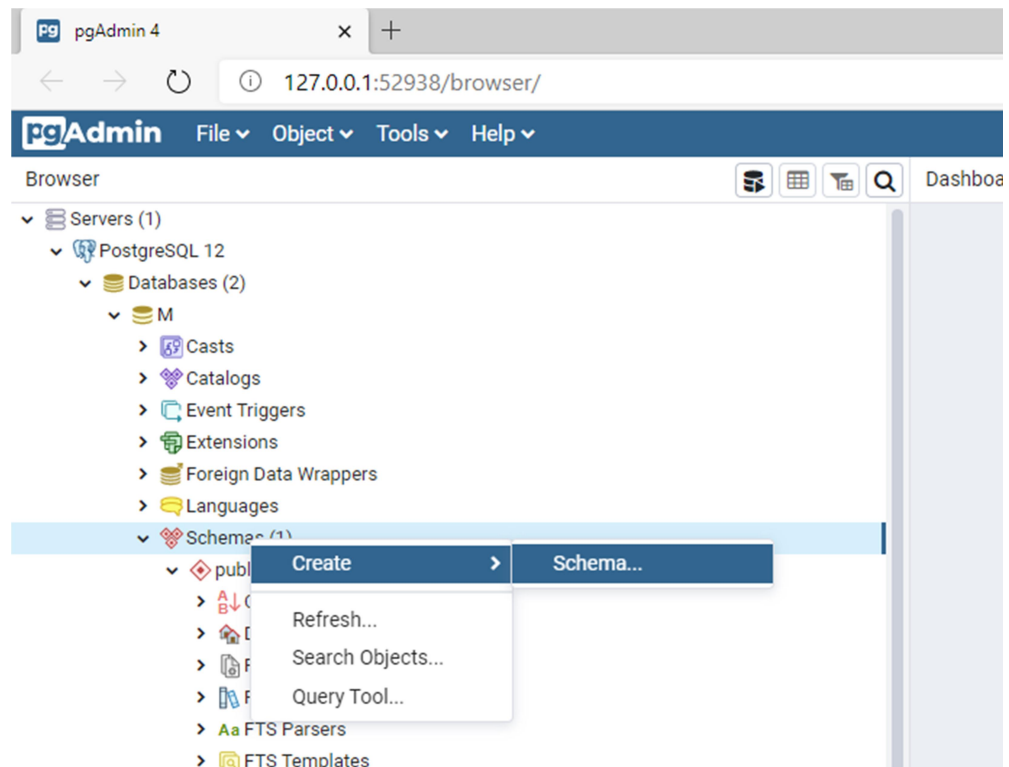 pgAdmin 4
127.0.0.1:52938/browser/
pgAdmin File Object Tools Help
Browser Dashboa
Servers (1)
PostgreSQL 12
Databases (2)
M
Casts
Catalogs
Event Triggers
Extensions
Foreign Data Wrappers
Languages
Schemas (1)
Create Schema...
publ
Refresh...
Search Objects...
Query Tool...
Aa FTS Parsers
FTS Templates